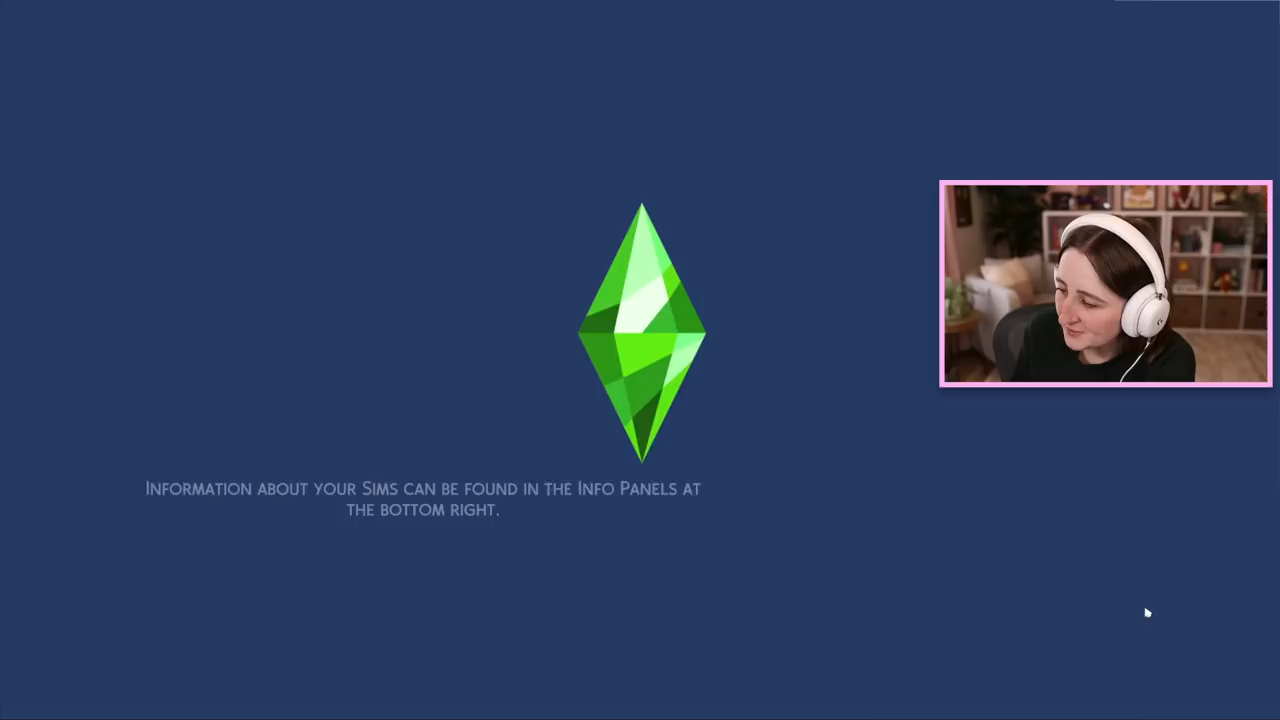 Information about your Sims can be found in the Info Panels at
the bottom right.